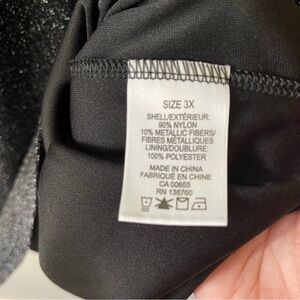 SIZE 3X
SHELL/EXTÉRIEUR:
90% NYLON
10% METALLIC FIBERS/
FIBRES MÉTALLIQUES
LINING/DOUBLURE:
100% POLYESTER
MADE IN CHINA
FABRIQUÉ EN CHINE
CA 00655
RN 138760